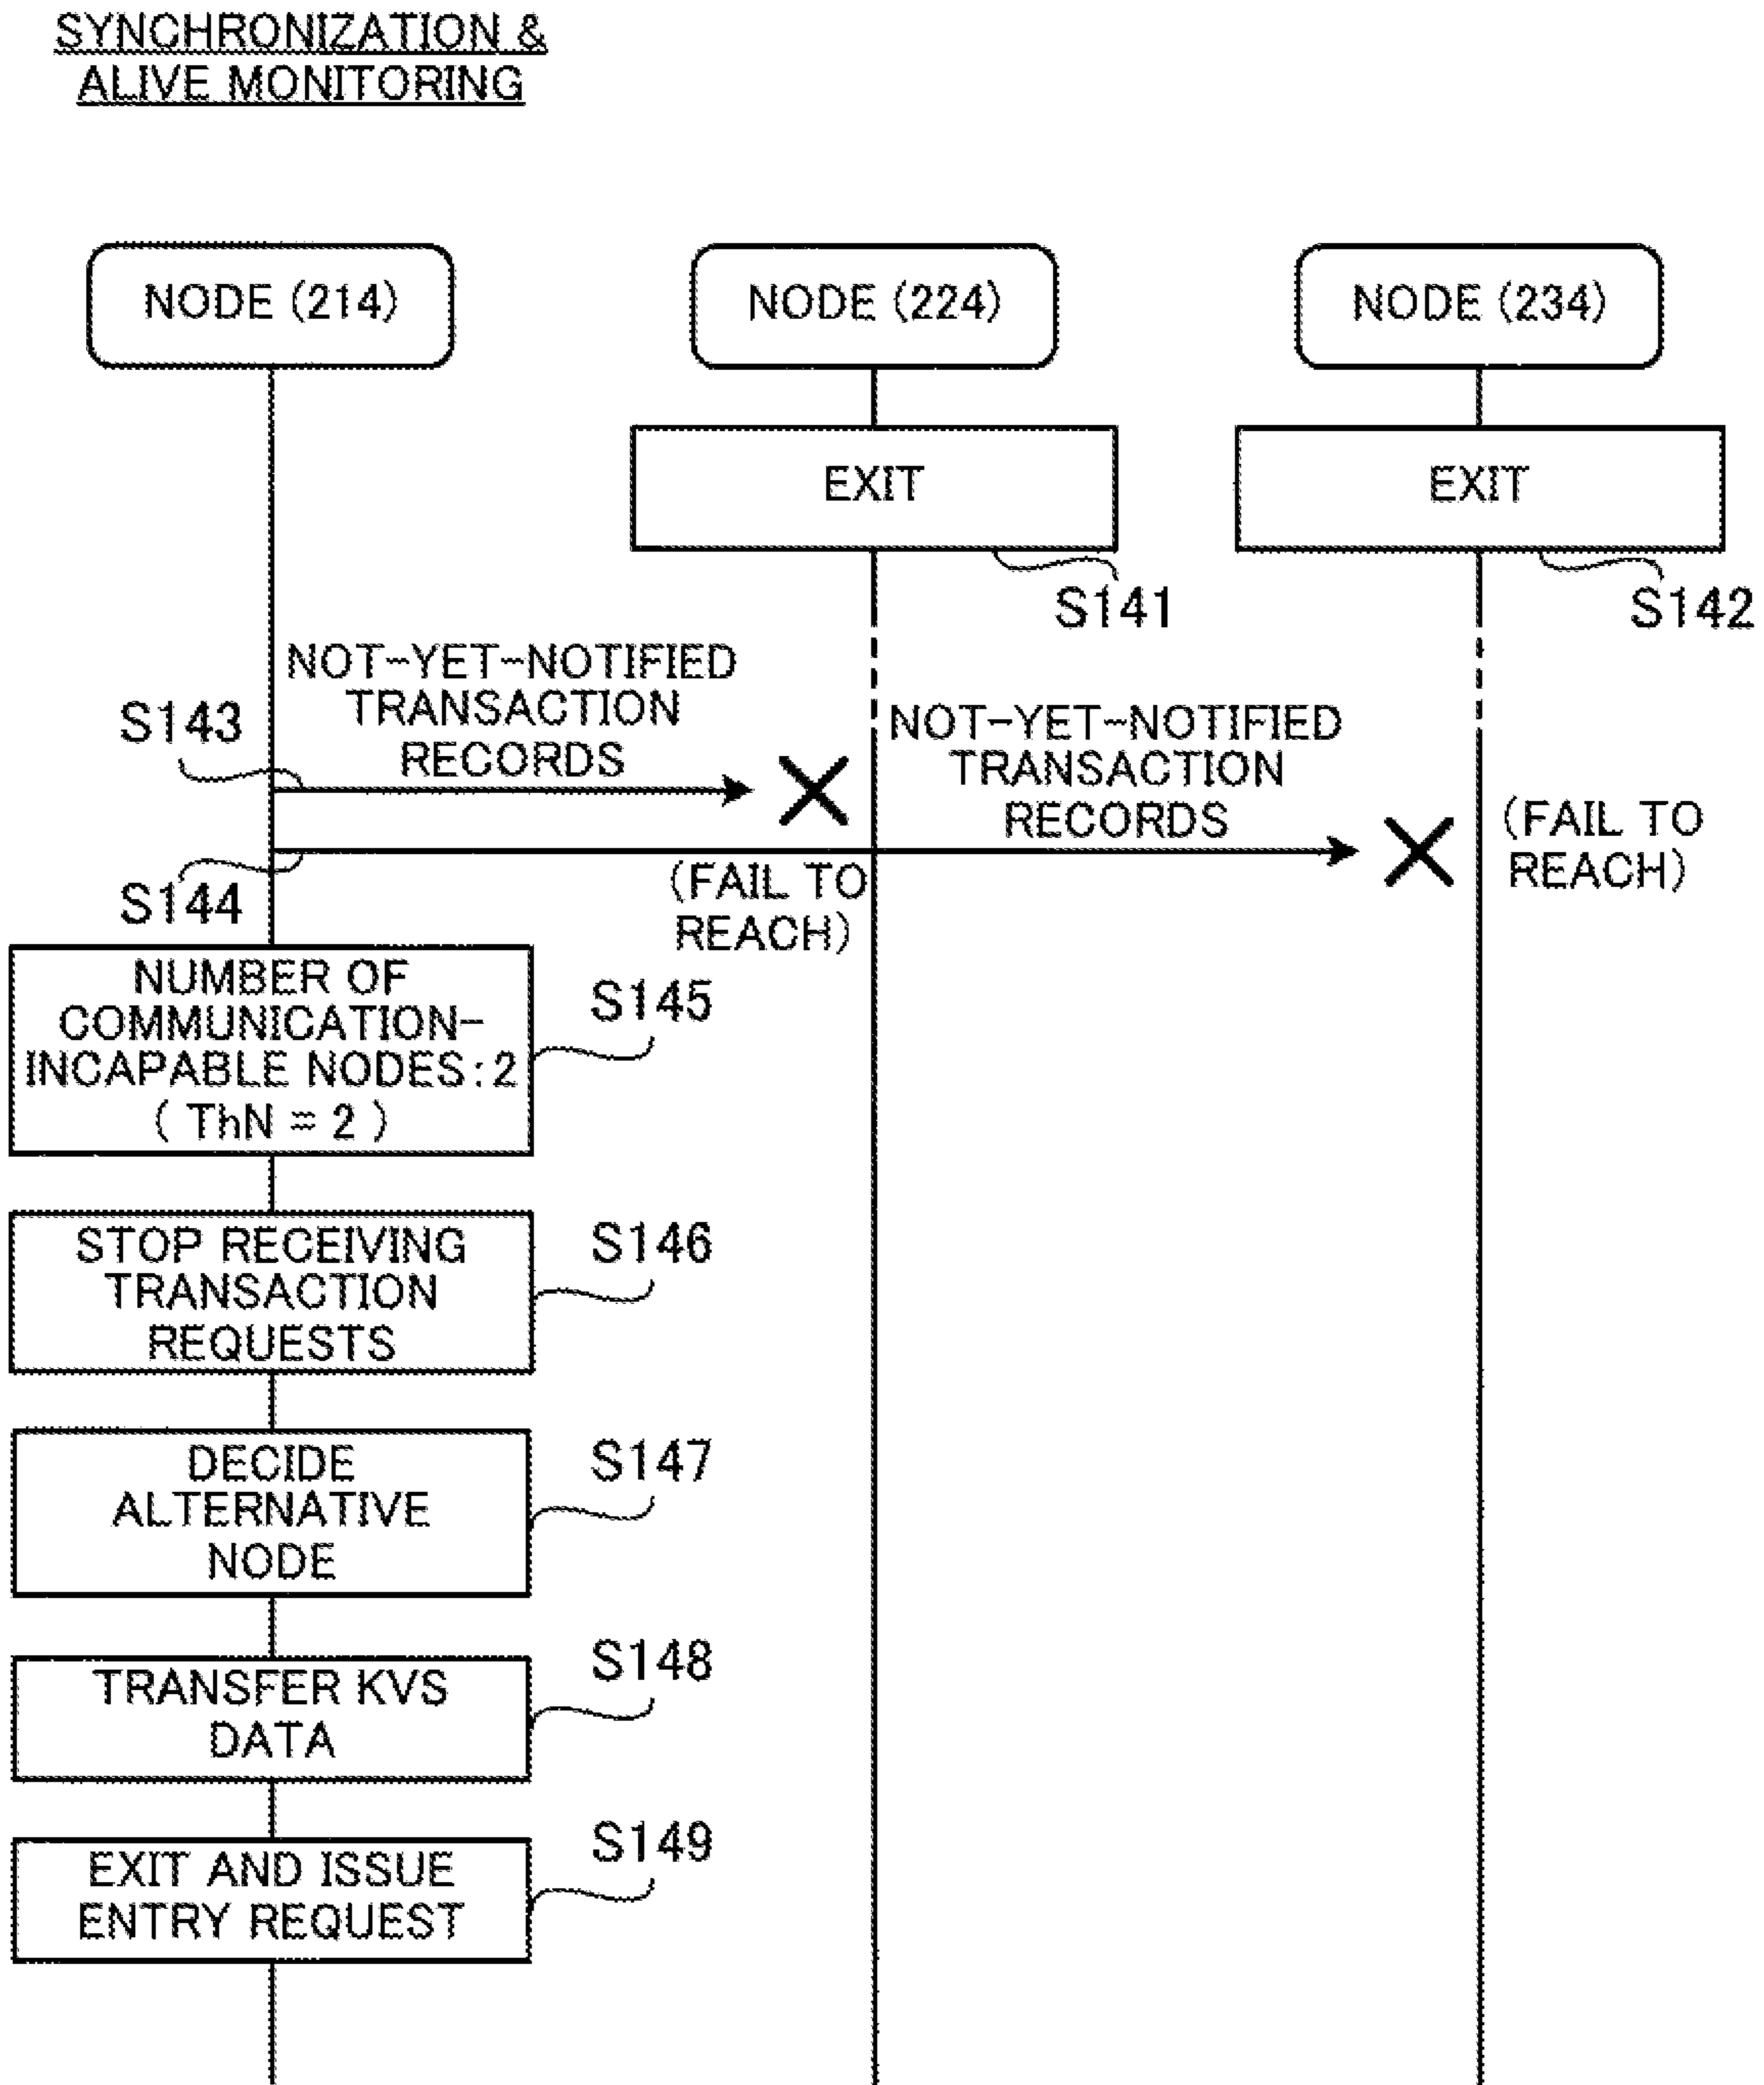 SYNCHRONIZATION &
ALIVE MONITORING
NODE (214)
NODE (224)
NODE (234)
EXIT
EXIT
S141
S142
NOT-YET-NOTIFIED
TRANSACTION
RECORDS
S143
NOT-YET-NOTIFIED
TRANSACTION
RECORDS
(FAIL TO
REACH)
S144
(FAIL TO
REACH)
NUMBER OF
COMMUNICATION-
INCAPABLE NODES:2
( ThN = 2 )
S145
STOP RECEIVING
TRANSACTION
REQUESTS
S146
DECIDE
ALTERNATIVE
NODE
S147
TRANSFER KVS
DATA
S148
EXIT AND ISSUE
ENTRY REQUEST
S149